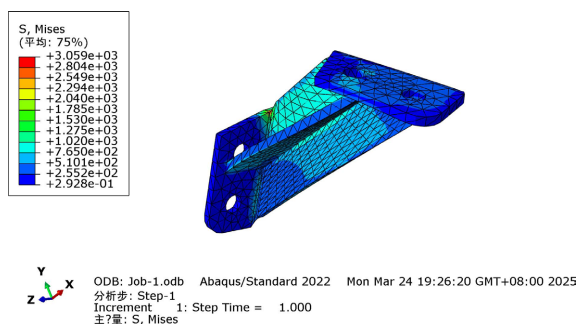 S, Mises
(平均: 75%)
+3.059e+03
+2.804e+03
+2.549e+03
+2.294e+03
+2.040e+03
+1.785e+03
+1.530e+03
+1.275e+03
+1.020e+03
+7.650e+02
+5.101e+02
+2.552e+02
+2.928e-01
Y
X
Z
ODB: Job-1.odb Abaqus/Standard 2022 Mon Mar 24 19:26:20 GMT+08:00 2025
分析步: Step-1
Increment 1: Step Time = 1.000
主?量: S, Mises